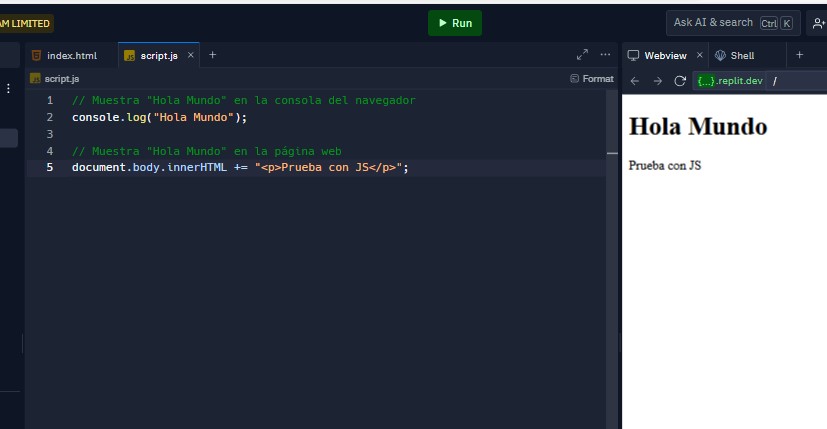 AM LIMITED
Run
Ask AI & search Ctrl K
index.html
script.js
Webview
Shell
script.js
Format
{...}.replit.dev /
1 // Muestra "Hola Mundo" en la consola del navegador
2 console.log("Hola Mundo");
3
4 // Muestra "Hola Mundo" en la página web
5 document.body.innerHTML += "<p>Prueba con JS</p>";
Hola Mundo
Prueba con JS